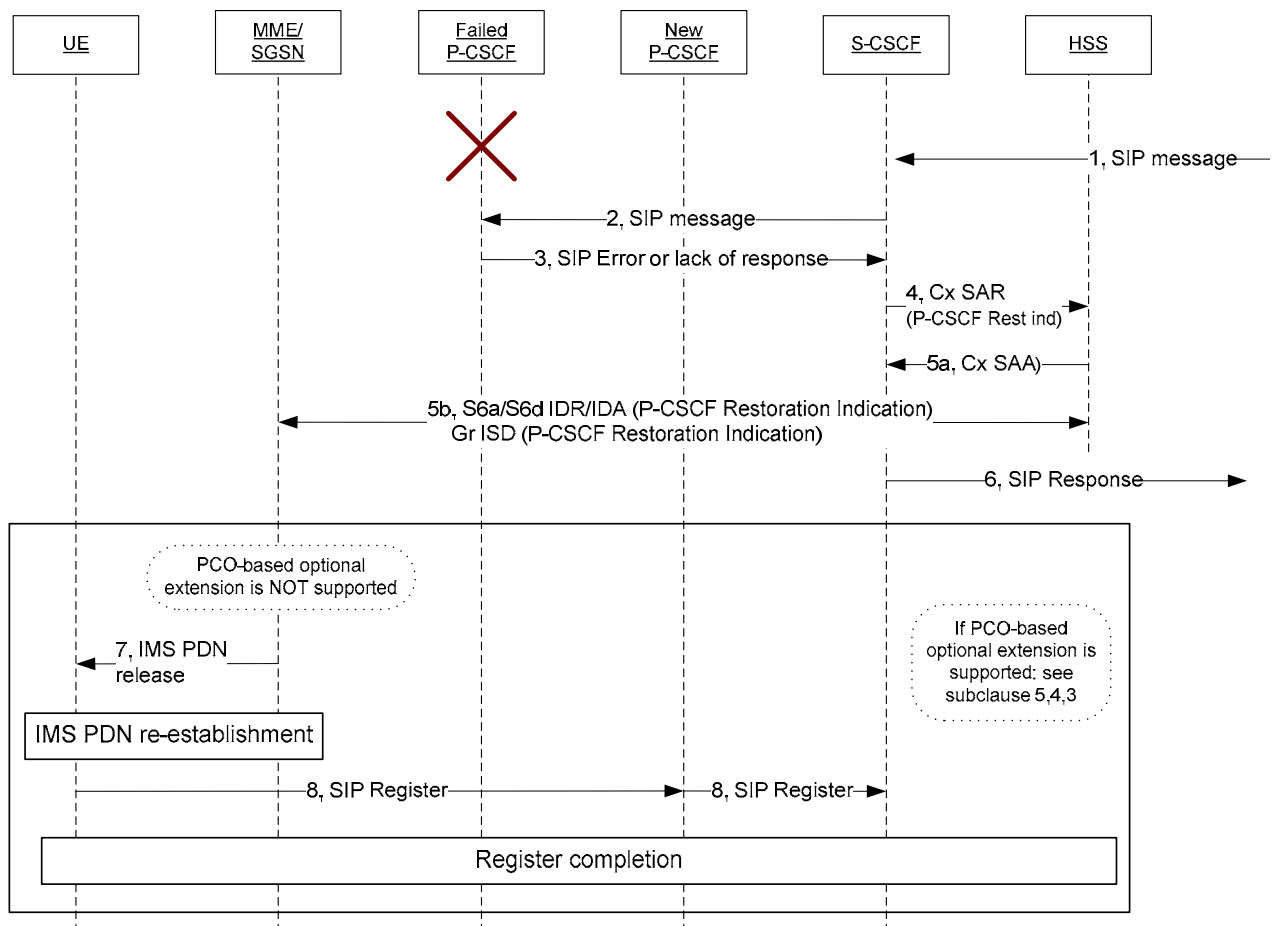 UE
MME/
SGSN
Failed
P-CSCF
New
P-CSCF
S-CSCF
HSS
1, SIP message
2, SIP message
3, SIP Error or lack of response
4, Cx SAR
(P-CSCF Rest ind)
5a, Cx SAA)
5b, S6a/S6d IDR/IDA (P-CSCF Restoration Indication)
Gr ISD (P-CSCF Restoration Indication)
6, SIP Response
PCO-based optional
extension is NOT supported
If PCO-based
optional extension is
supported: see
subclause 5,4,3
7, IMS PDN
release
IMS PDN re-establishment
8, SIP Register
8, SIP Register
Register completion